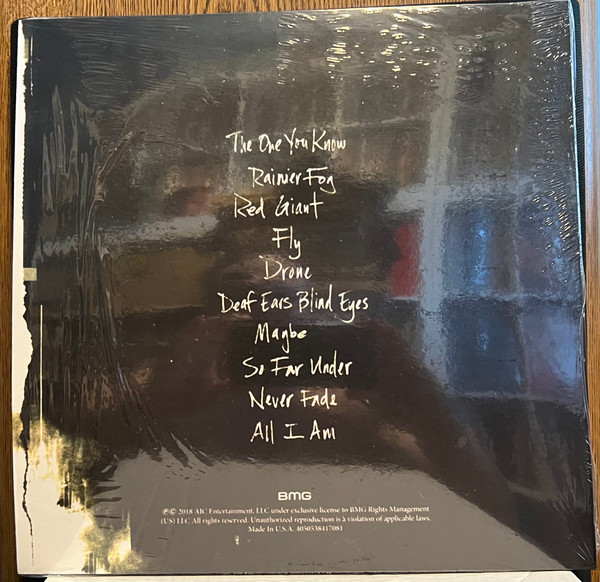 The One You Know
Rainier Fog
Red Giant
Fly
Drone
Deaf Ears Blind Eyes
Maybe
So Far Under
Never Fade
All I Am
BMG
℗© 2018 AIC Entertainment. LLC under exclusive license to BMG Rights Management
(US) LLC All rights reserved. Unauthorized reproduction is a violation of applicable laws.
Made In U.S.A. 4050538417081